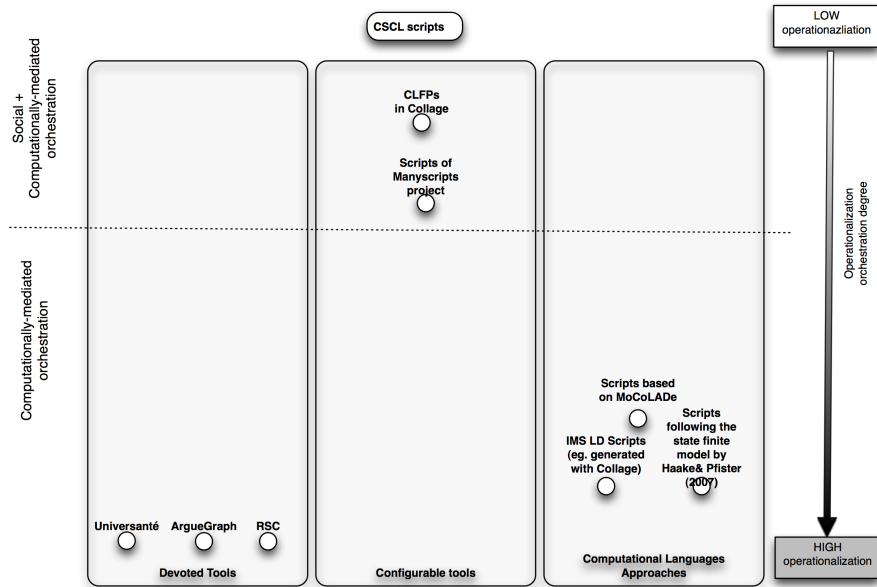 CSCL scripts
LOW
operationazliation
Social +
Computationally-mediated
orchestration
CLFPs
in Collage
Scripts of
Manyscripts
project
Operationalization
orchestration degree
Computationally-mediated
orchestration
Scripts based
on MoCoLADe
Scripts
following the
state finite
model by
Haake& Pfister
(2007)
IMS LD Scripts
(eg. generated
with Collage)
Universanté
ArgueGraph
RSC
Devoted Tools
Configurable tools
Computational Languages
Approaches
HIGH
operationalization